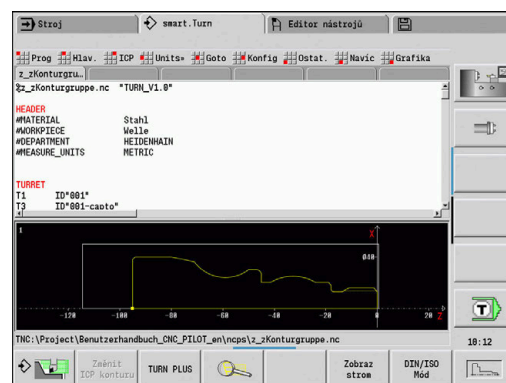 Stroj
smart.Turn
Editor nástrojů
Prog Hlav. ICP Units» Goto Konfig Ostat. Navic Grafika
z_zKonturgru…
%z_zKonturgruppe.nc "TURN_V1.0"
HEADER
#MATERIAL Stahl
#WORKPIECE Welle
#DEPARTMENT HEIDENHAIN
#MEASURE_UNITS METRIC
TURRET
T1 ID"001"
T3 ID"001-capto"
1
X
ø40
-120 -100 -80 -60 -40 -20 0 20 Z
TNC:\Project\Benutzerhandbuch_CNC_PILOT_en\ncps\z_zKonturgruppe.nc
T
10:12
Změnit
ICP konturu
TURN PLUS
Zobraz
strom
DIN/ISO
Mód